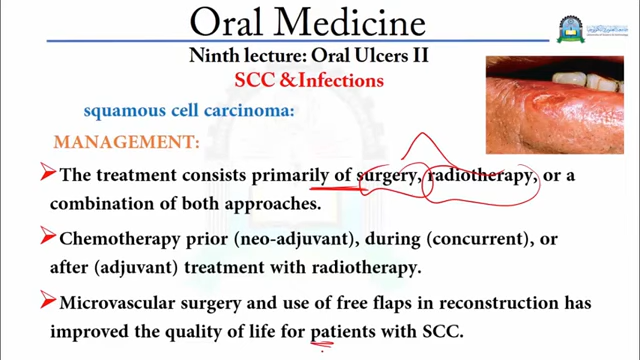 Oral Medicine
Ninth lecture: Oral Ulcers II
SCC & Infections
squamous cell carcinoma:
MANAGEMENT:
The treatment consists primarily of surgery, radiotherapy, or a
combination of both approaches.
Chemotherapy prior (neo-adjuvant), during (concurrent), or
after (adjuvant) treatment with radiotherapy.
Microvascular surgery and use of free flaps in reconstruction has
improved the quality of life for patients with SCC.